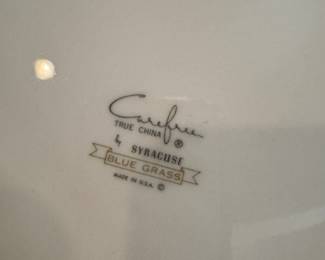 Carefree
TRUE CHINA ®
by SYRACUSE
BLUE GRASS
MADE IN U.S.A. ©